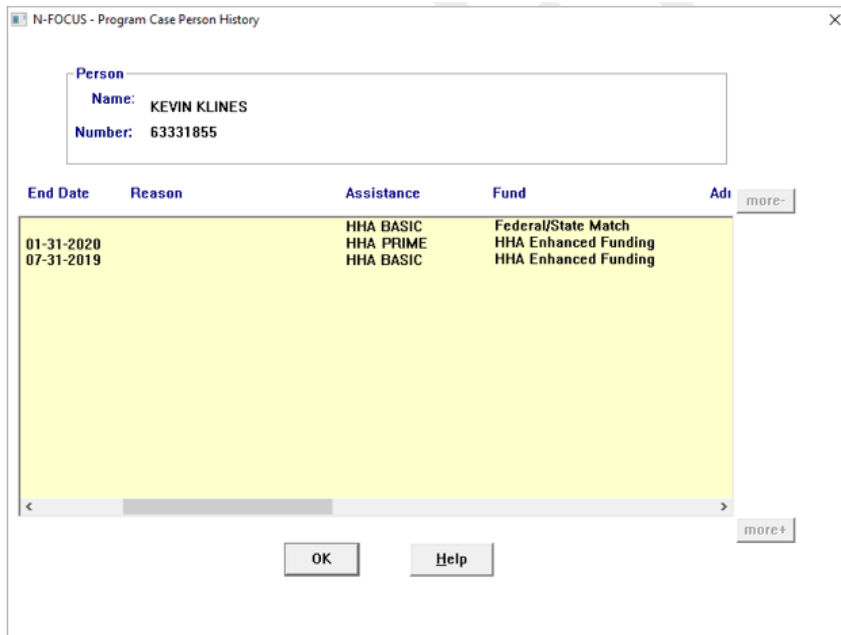 N-FOCUS - Program Case Person History
Person
Name: KEVIN KLINES
Number: 63331855
End Date Reason Assistance Fund Adı more-
HHA BASIC Federal/State Match
01-31-2020 HHA PRIME HHA Enhanced Funding
07-31-2019 HHA BASIC HHA Enhanced Funding
more+
OK Help